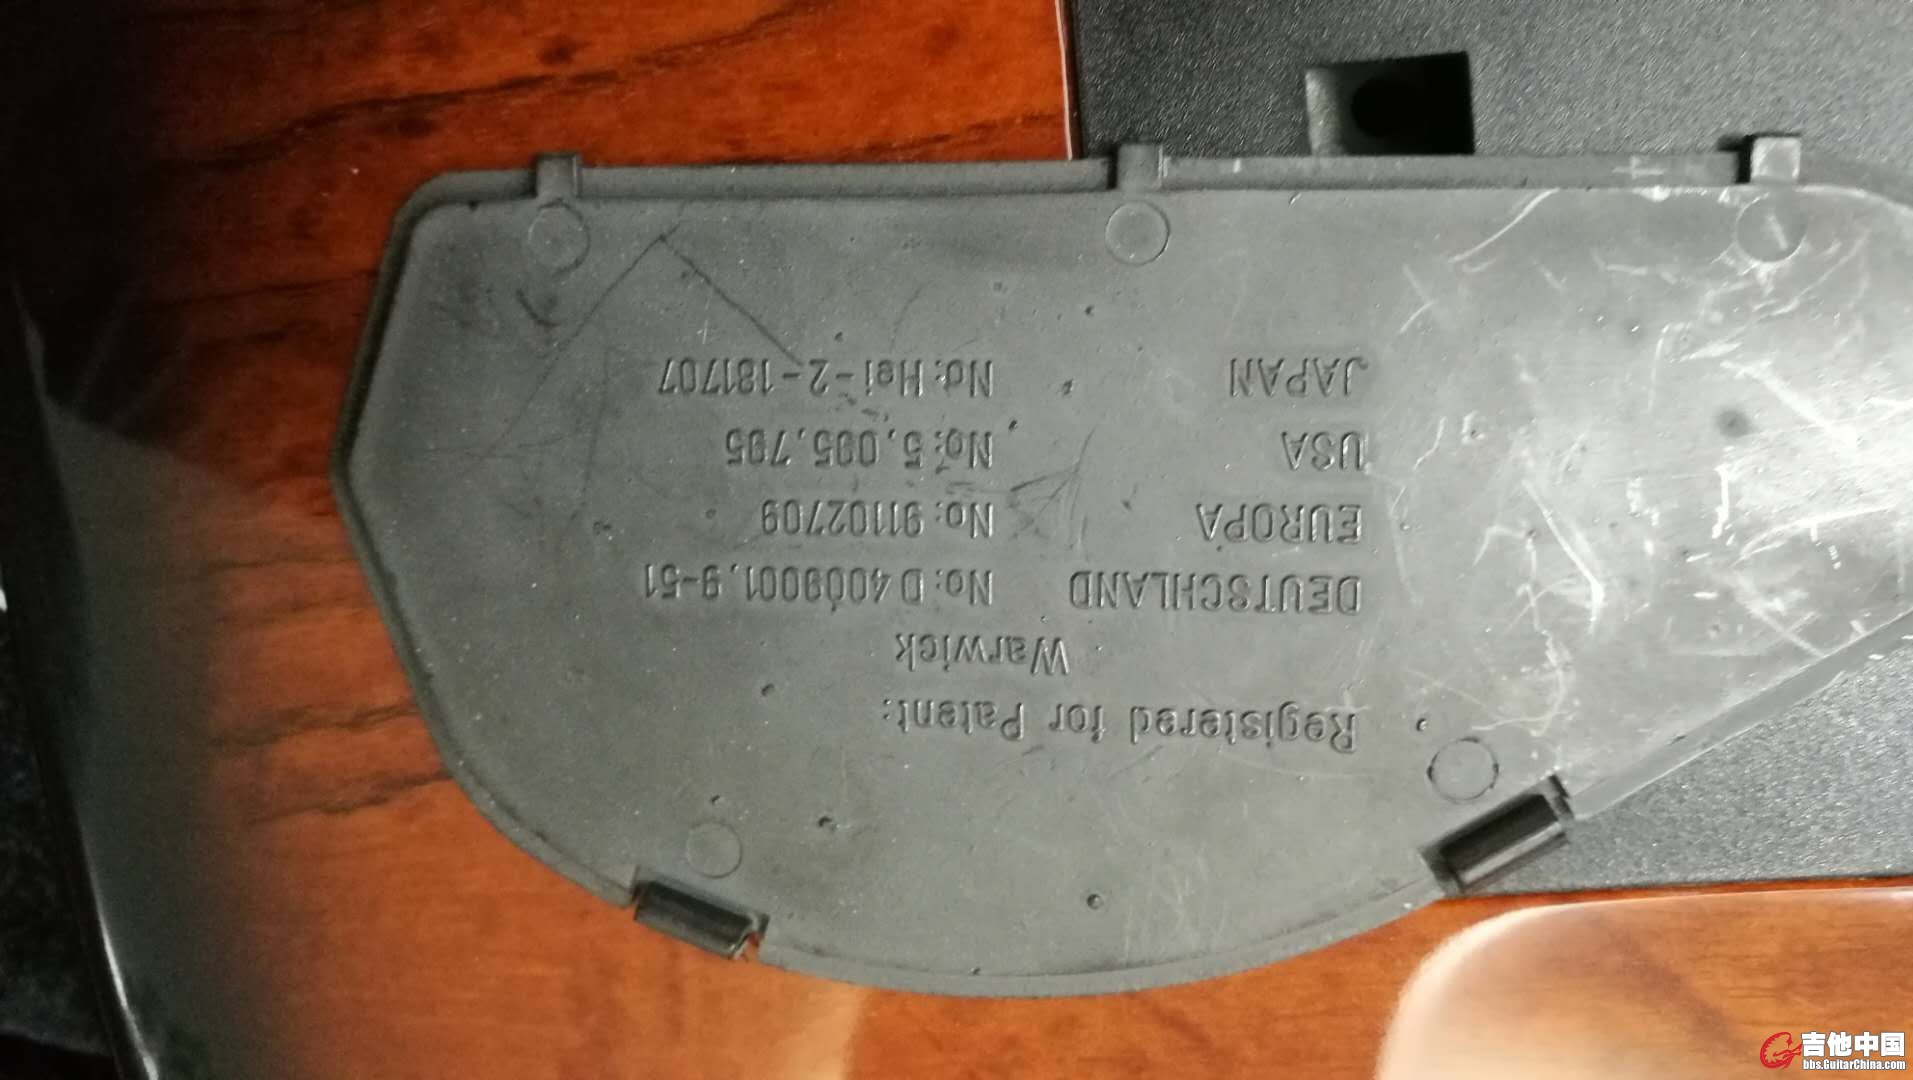 Registered for Patent:
Warwick
DEUTSCHLAND No: D 4009001.9-51
EUROPA No: 91102709
USA No: 5,095,795
JAPAN No: Hei-2-181707
吉他中国
bbs.GuitarChina.com